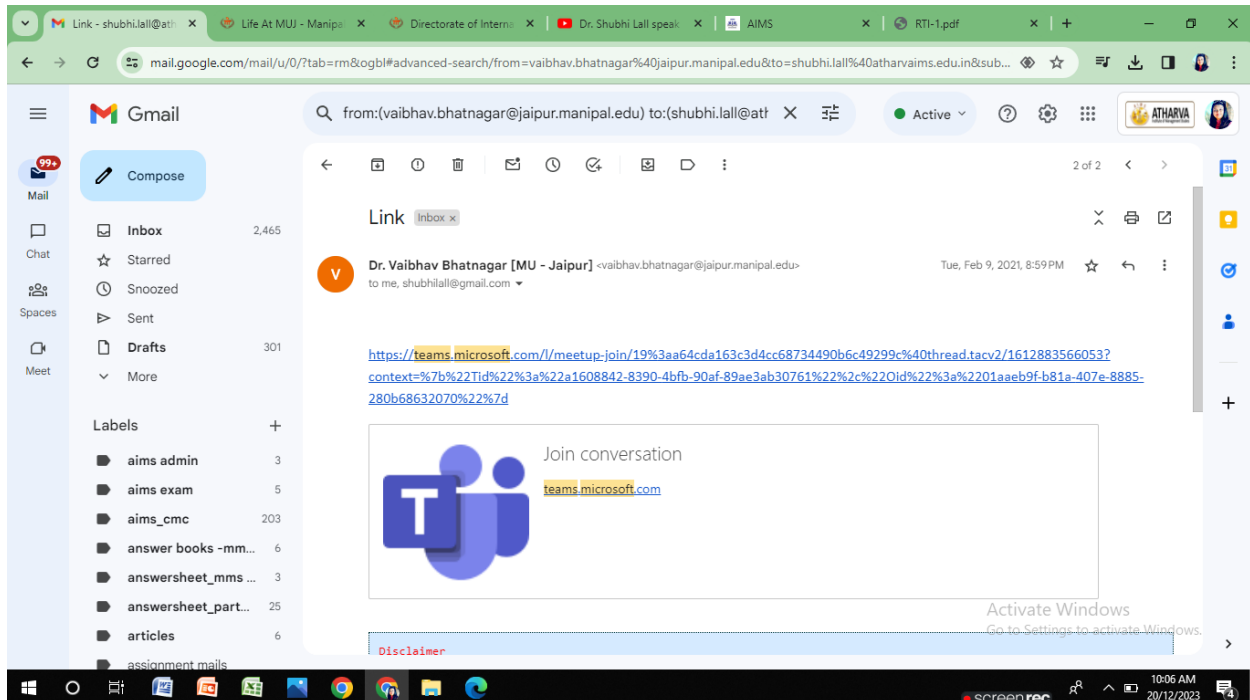 Link - shubhi.lall@ath
Life At MUJ - Manipal
Directorate of Interna
Dr. Shubhi Lall speak
AIMS
RTI-1.pdf
mail.google.com/mail/u/0/?tab=rm&ogbl#advanced-search/from=vaibhav.bhatnagar%40jaipur.manipal.edu&to=shubhi.lall%40atharvaims.edu.in&sub...
Gmail
from:(vaibhav.bhatnagar@jaipur.manipal.edu) to:(shubhi.lall@ath
Active
ATHARVA
99+
Mail
Compose
2 of 2
31
Inbox 2,465
Link Inbox x
Chat
Starred
Dr. Vaibhav Bhatnagar [MU - Jaipur] <vaibhav.bhatnagar@jaipur.manipal.edu> Tue, Feb 9, 2021, 8:59 PM
V
to me, shubhilall@gmail.com
Snoozed
Spaces
Sent
Drafts 301
Meet
More
https://teams.microsoft.com/l/meetup-join/19%3aa64cda163c3d4cc68734490b6c49299c%40thread.tacv2/1612883566053?
context=%7b%22Tid%22%3a%22a1608842-8390-4bfb-90af-89ae3ab30761%22%2c%22Oid%22%3a%2201aaeb9f-b81a-407e-8885-
280b68632070%22%7d
Labels
aims admin 3
aims exam 5
aims_cmc 203
answer books -mm... 6
answersheet_mms ... 3
answersheet_part... 25
articles 6
assignment mails
T
Join conversation
teams.microsoft.com
Disclaimer
Activate Windows
Go to Settings to activate Windows.
screenrec
10:06 AM
20/12/2023
4